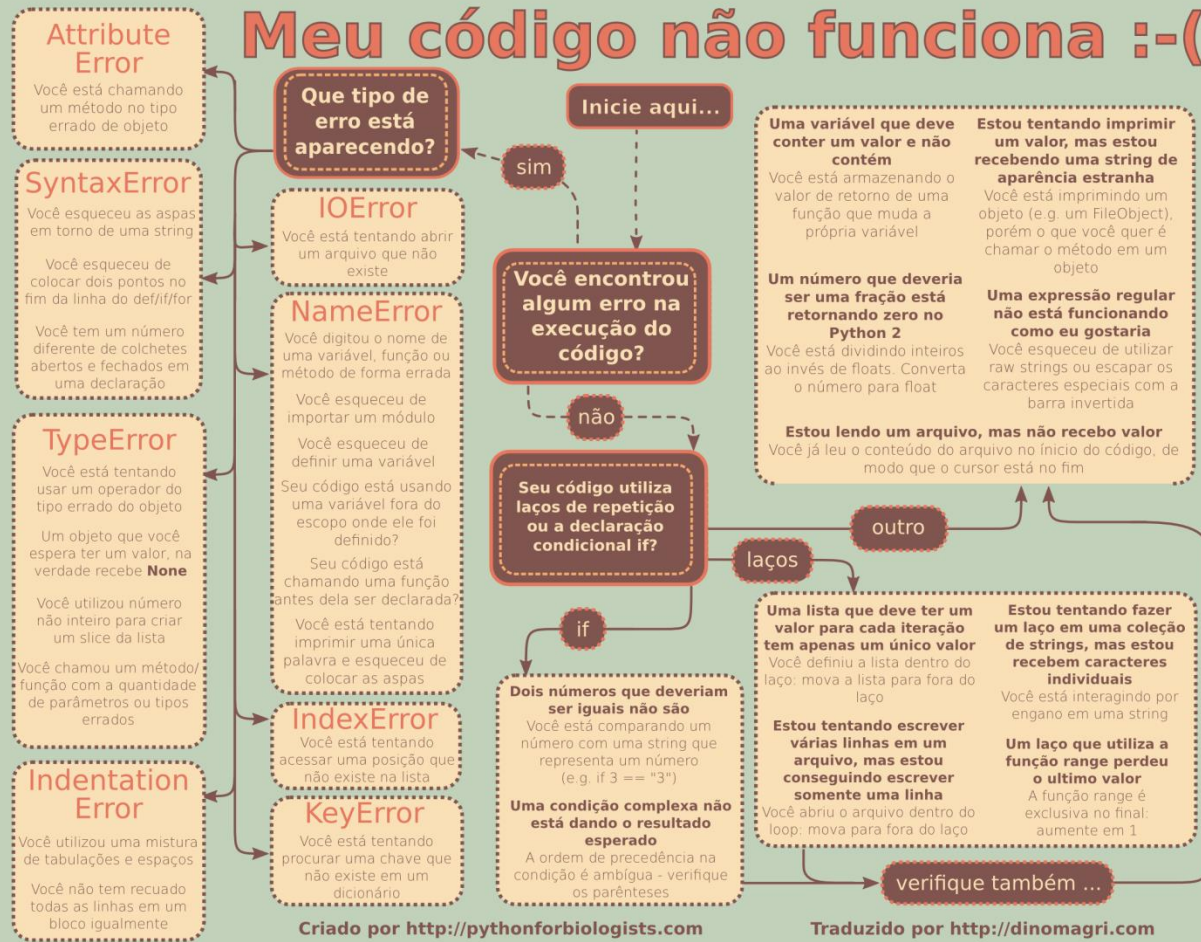 Meu código não funciona :-(
Inicie aqui...
Você encontrou
algum erro na
execução do
código?
sim
Que tipo de
erro está
aparecendo?
Attribute
Error
Você está chamando
um método no tipo
errado de objeto
SyntaxError
Você esqueceu as aspas
em torno de uma string
Você esqueceu de
colocar dois pontos no
fim da linha do def/if/for
Você tem um número
diferente de colchetes
abertos e fechados em
uma declaração
TypeError
Você está tentando
usar um operador do
tipo errado do objeto
Um objeto que você
espera ter um valor, na
verdade recebe None
Você utilizou número
não inteiro para criar
um slice da lista
Você chamou um método/
função com a quantidade
de parâmetros ou tipos
errados
Indentation
Error
Você utilizou uma mistura
de tabulações e espaços
Você não tem recuado
todas as linhas em um
bloco igualmente
IOError
Você está tentando abrir
um arquivo que não
existe
NameError
Você digitou o nome de
uma variável, função ou
método de forma errada
Você esqueceu de
importar um módulo
Você esqueceu de
definir uma variável
Seu código está usando
uma variável fora do
escopo onde ele foi
definido?
Seu código está
chamando uma função
antes dela ser declarada?
Você está tentando
imprimir uma única
palavra e esqueceu de
colocar as aspas
IndexError
Você está tentando
acessar uma posição que
não existe na lista
KeyError
Você está tentando
procurar uma chave que
não existe em um
dicionário
não
Seu código utiliza
laços de repetição
ou a declaração
condicional if?
if
Dois números que deveriam
ser iguais não são
Você está comparando um
número com uma string que
representa um número
(e.g. if 3 == "3")
Uma condição complexa não
está dando o resultado
esperado
A ordem de precedência na
condição é ambígua - verifique
os parênteses
laços
Uma lista que deve ter um
valor para cada iteração
tem apenas um único valor
Você definiu a lista dentro do
laço: mova a lista para fora do
laço
Estou tentando escrever
várias linhas em um
arquivo, mas estou
conseguindo escrever
somente uma linha
Você abriu o arquivo dentro do
loop: mova para fora do laço
Estou tentando fazer
um laço em uma coleção
de strings, mas estou
recebem caracteres
individuais
Você está interagindo por
engano em uma string
Um laço que utiliza a
função range perdeu
o ultimo valor
A função range é
exclusiva no final:
aumente em 1
outro
Uma variável que deve
conter um valor e não
contém
Você está armazenando o
valor de retorno de uma
função que muda a
própria variável
Um número que deveria
ser uma fração está
retornando zero no
Python 2
Você está dividindo inteiros
ao invés de floats. Converta
o número para float
Estou tentando imprimir
um valor, mas estou
recebendo uma string de
aparência estranha
Você está imprimindo um
objeto (e.g. um FileObject),
porém o que você quer é
chamar o método em um
objeto
Uma expressão regular
não está funcionando
como eu gostaria
Você esqueceu de utilizar
raw strings ou escapar os
caracteres especiais com a
barra invertida
Estou lendo um arquivo, mas não recebo valor
Você já leu o conteúdo do arquivo no ínicio do código, de
modo que o cursor está no fim
verifique também ...
Criado por http://pythonforbiologists.com
Traduzido por http://dinomagri.com